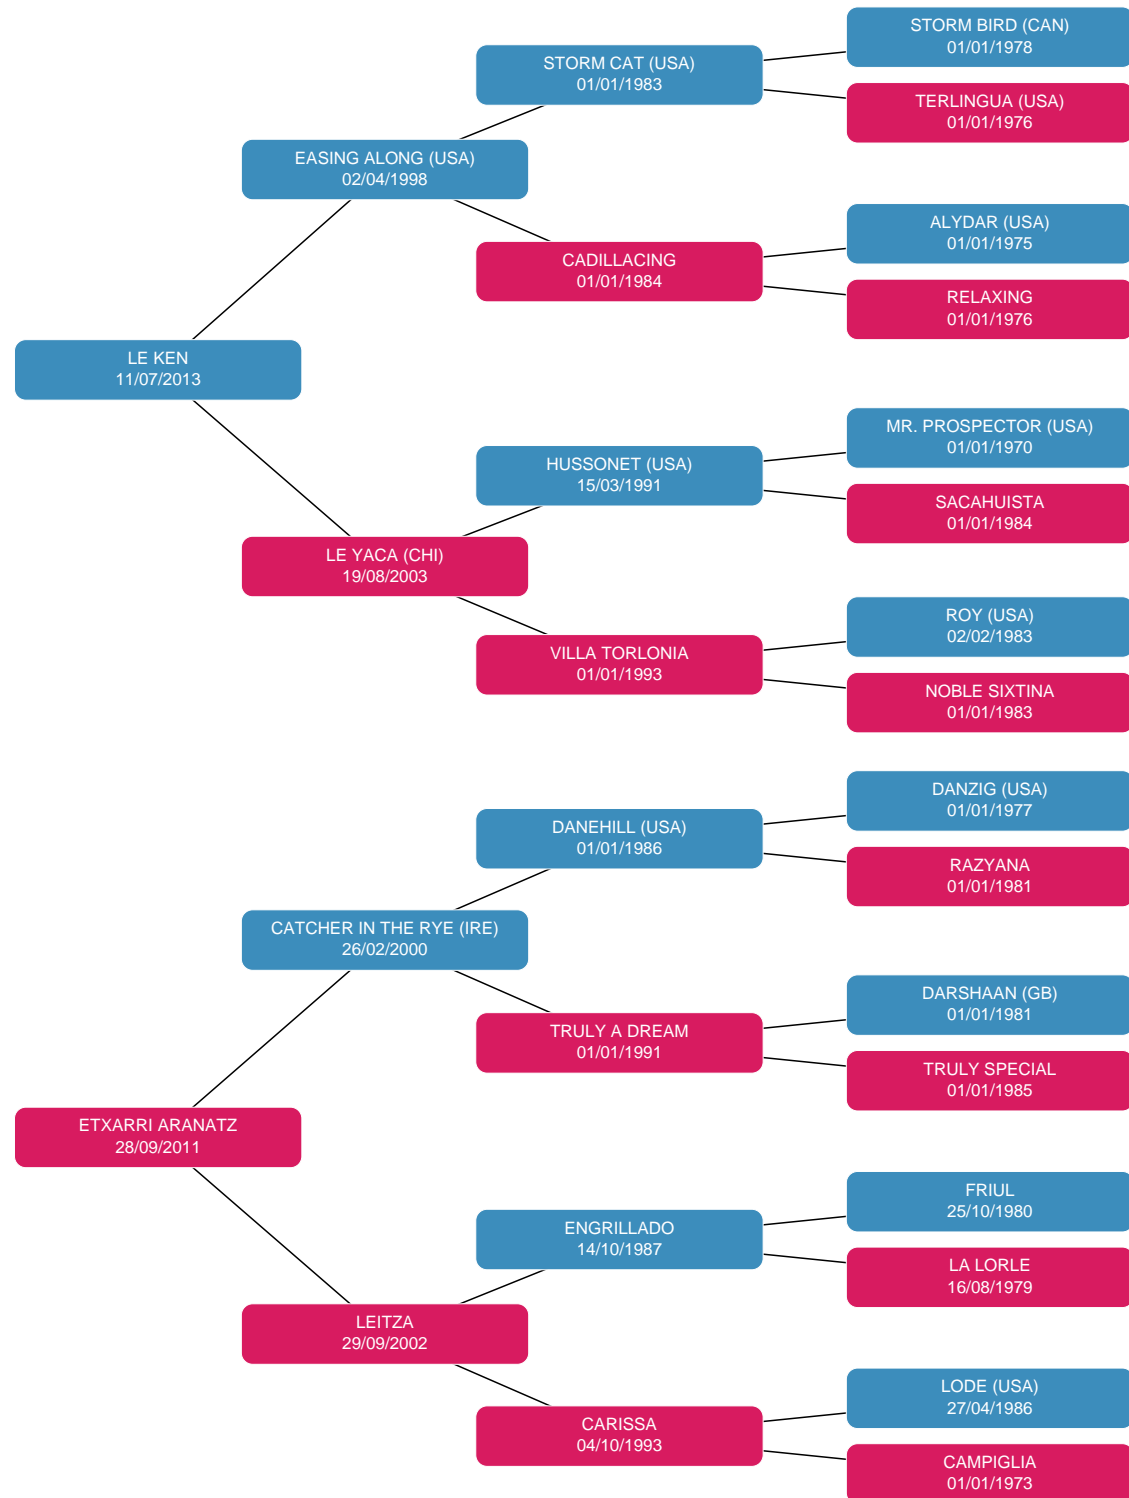 STORM BIRD (CAN)
01/01/1978
STORM CAT (USA)
01/01/1983
TERLINGUA (USA)
01/01/1976
EASING ALONG (USA)
02/04/1998
ALYDAR (USA)
01/01/1975
CADILLACING
01/01/1984
RELAXING
01/01/1976
LE KEN
11/07/2013
MR. PROSPECTOR (USA)
01/01/1970
HUSSONET (USA)
15/03/1991
SACAHUISTA
01/01/1984
LE YACA (CHI)
19/08/2003
ROY (USA)
02/02/1983
VILLA TORLONIA
01/01/1993
NOBLE SIXTINA
01/01/1983
DANZIG (USA)
01/01/1977
DANEHILL (USA)
01/01/1986
RAZYANA
01/01/1981
CATCHER IN THE RYE (IRE)
26/02/2000
DARSHAAN (GB)
01/01/1981
TRULY A DREAM
01/01/1991
TRULY SPECIAL
01/01/1985
ETXARRI ARANATZ
28/09/2011
FRIUL
25/10/1980
ENGRILLADO
14/10/1987
LA LORLE
16/08/1979
LEITZA
29/09/2002
LODE (USA)
27/04/1986
CARISSA
04/10/1993
CAMPIGLIA
01/01/1973